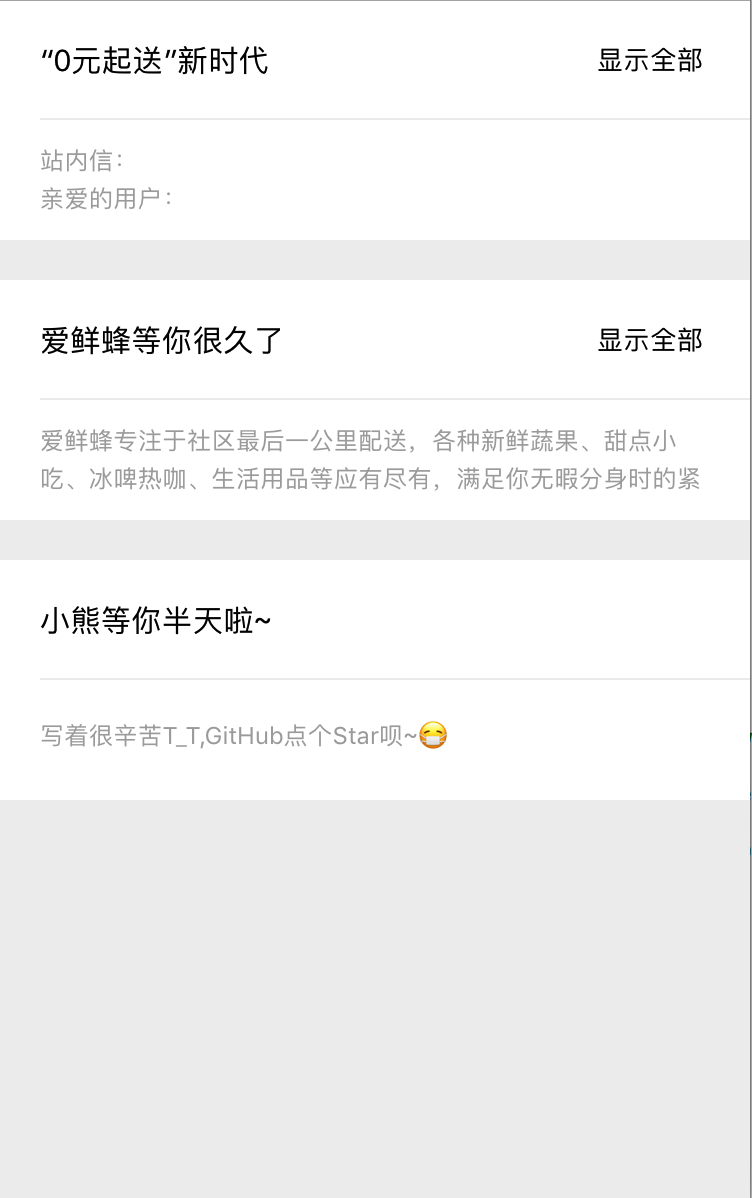 “0元起送”新时代
显示全部
站内信：
亲爱的用户：
爱鲜蜂等你很久了
显示全部
爱鲜蜂专注于社区最后一公里配送，各种新鲜蔬果、甜点小
吃、冰啤热咖、生活用品等应有尽有，满足你无暇分身时的紧
小熊等你半天啦~
写着很辛苦T_T,GitHub点个Star呗~😷